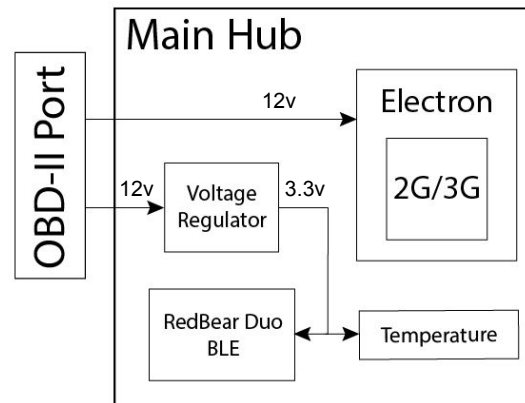 Main Hub
OBD-II Port
12v
Electron
2G/3G
12v
Voltage
Regulator
3.3v
RedBear Duo
BLE
Temperature